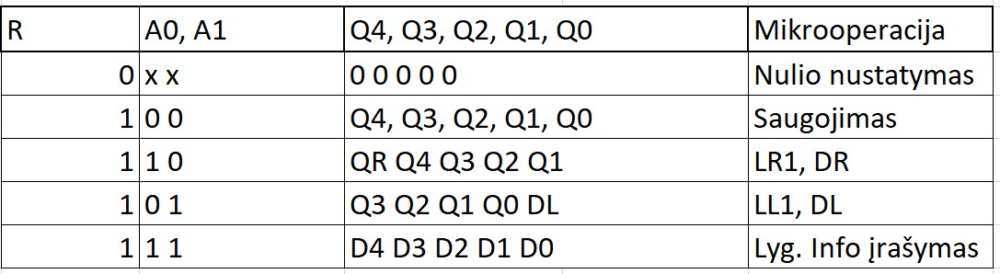 R A0, A1 Q4, Q3, Q2, Q1, Q0 Mikrooperacija
0 x x 0 0 0 0 0 Nulio nustatymas
1 0 0 Q4, Q3, Q2, Q1, Q0 Saugojimas
1 1 0 QR Q4 Q3 Q2 Q1 LR1, DR
1 0 1 Q3 Q2 Q1 Q0 DL LL1, DL
1 1 1 D4 D3 D2 D1 D0 Lyg. Info įrašymas